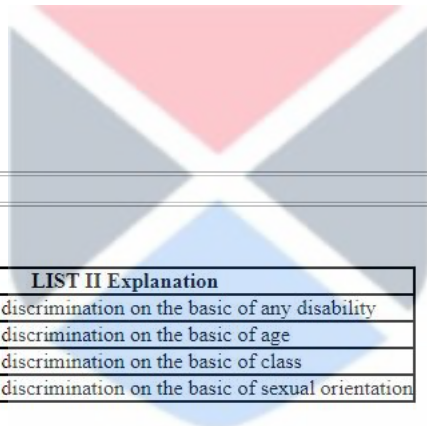 LIST II Explanation
discrimination on the basic of any disability
discrimination on the basic of age
discrimination on the basic of class
discrimination on the basic of sexual orientation